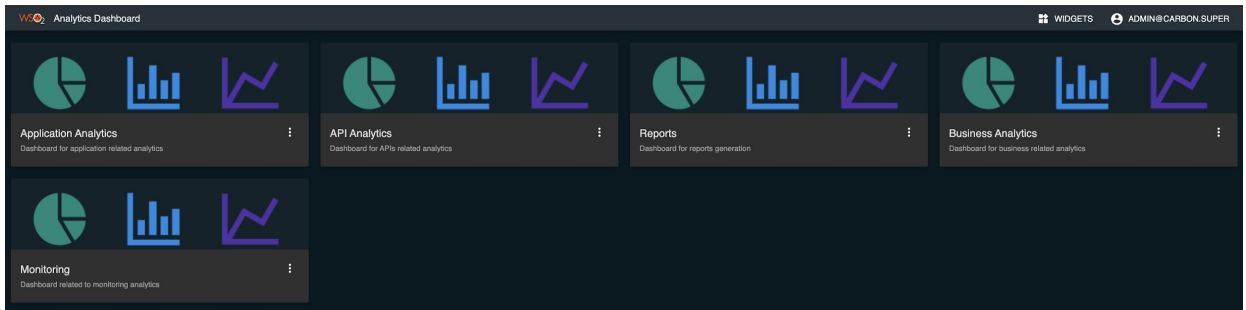 WSO2 Analytics Dashboard
WIDGETS
ADMIN@CARBON.SUPER
Application Analytics
Dashboard for application related analytics
API Analytics
Dashboard for APIs related analytics
Reports
Dashboard for reports generation
Business Analytics
Dashboard for business related analytics
Monitoring
Dashboard related to monitoring analytics